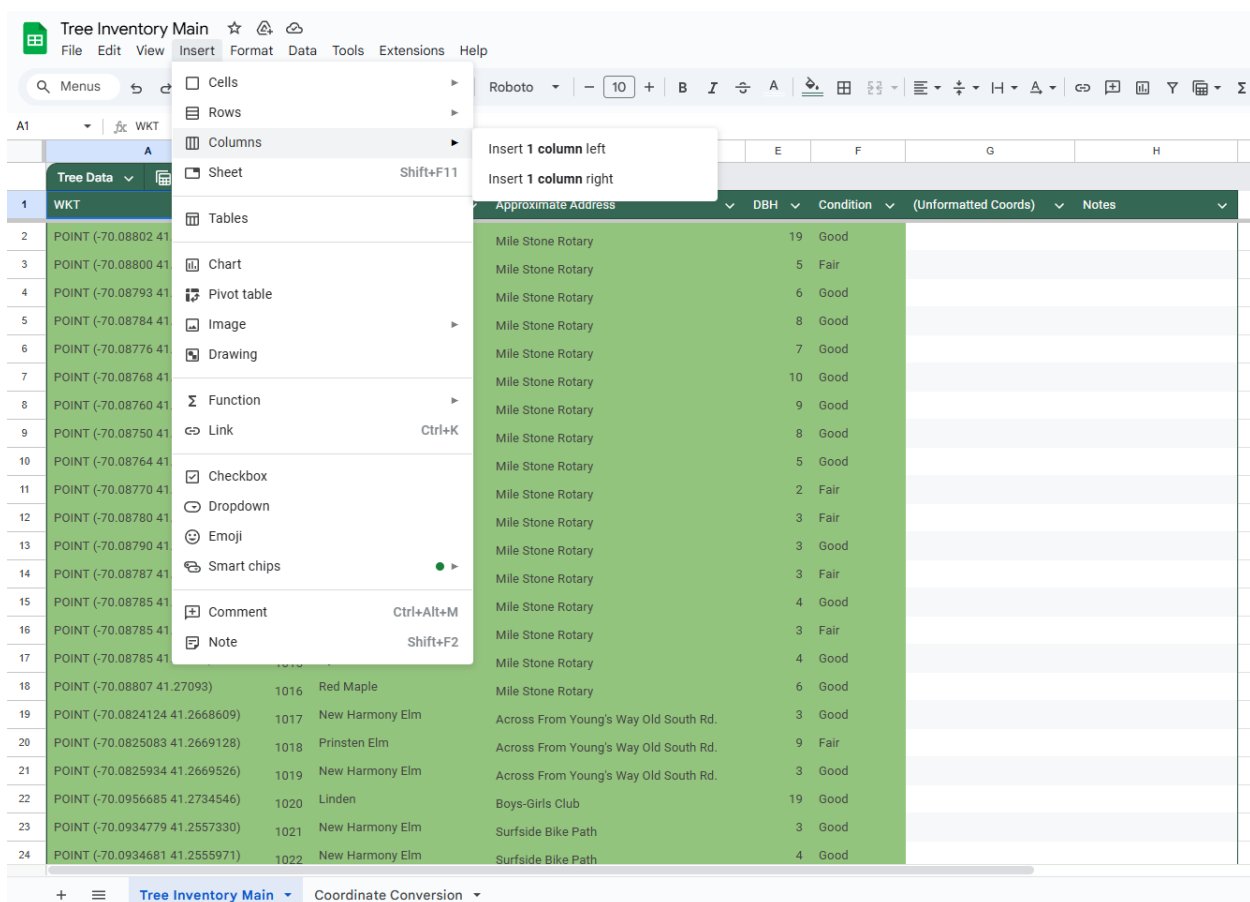 Tree Inventory Main
File Edit View Insert Format Data Tools Extensions Help
Menus Roboto 10 B I A
A1 WKT
A E F G H
Tree Data
Cells
Rows
Columns
Insert 1 column left
Insert 1 column right
Sheet Shift+F11
Tables
Chart
Pivot table
Image
Drawing
Function
Link Ctrl+K
Checkbox
Dropdown
Emoji
Smart chips
Comment Ctrl+Alt+M
Note Shift+F2
1 WKT Approximate Address DBH Condition (Unformatted Coords) Notes
2 POINT (-70.08802 41 Mile Stone Rotary 19 Good
3 POINT (-70.08800 41 Mile Stone Rotary 5 Fair
4 POINT (-70.08793 41 Mile Stone Rotary 6 Good
5 POINT (-70.08784 41 Mile Stone Rotary 8 Good
6 POINT (-70.08776 41 Mile Stone Rotary 7 Good
7 POINT (-70.08768 41 Mile Stone Rotary 10 Good
8 POINT (-70.08760 41 Mile Stone Rotary 9 Good
9 POINT (-70.08750 41 Mile Stone Rotary 8 Good
10 POINT (-70.08764 41 Mile Stone Rotary 5 Good
11 POINT (-70.08770 41 Mile Stone Rotary 2 Fair
12 POINT (-70.08780 41 Mile Stone Rotary 3 Fair
13 POINT (-70.08790 41 Mile Stone Rotary 3 Good
14 POINT (-70.08787 41 Mile Stone Rotary 3 Fair
15 POINT (-70.08785 41 Mile Stone Rotary 4 Good
16 POINT (-70.08785 41 Mile Stone Rotary 3 Fair
17 POINT (-70.08785 41 Mile Stone Rotary 4 Good
18 POINT (-70.08807 41.27093) 1016 Red Maple Mile Stone Rotary 6 Good
19 POINT (-70.0824124 41.2668609) 1017 New Harmony Elm Across From Young's Way Old South Rd. 3 Good
20 POINT (-70.0825083 41.2669128) 1018 Prinsten Elm Across From Young's Way Old South Rd. 9 Fair
21 POINT (-70.0825934 41.2669526) 1019 New Harmony Elm Across From Young's Way Old South Rd. 3 Good
22 POINT (-70.0956685 41.2734546) 1020 Linden Boys-Girls Club 19 Good
23 POINT (-70.0934779 41.2557330) 1021 New Harmony Elm Surfside Bike Path 3 Good
24 POINT (-70.0934681 41.2555971) 1022 New Harmony Elm Surfside Bike Path 4 Good
Tree Inventory Main Coordinate Conversion